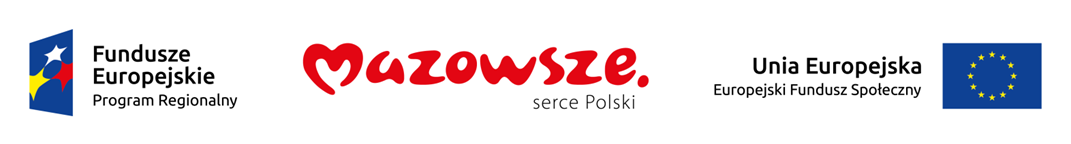 Fundusze
Europejskie
Program Regionalny
Mazowsze.
serce Polski
Unia Europejska
Europejski Fundusz Społeczny